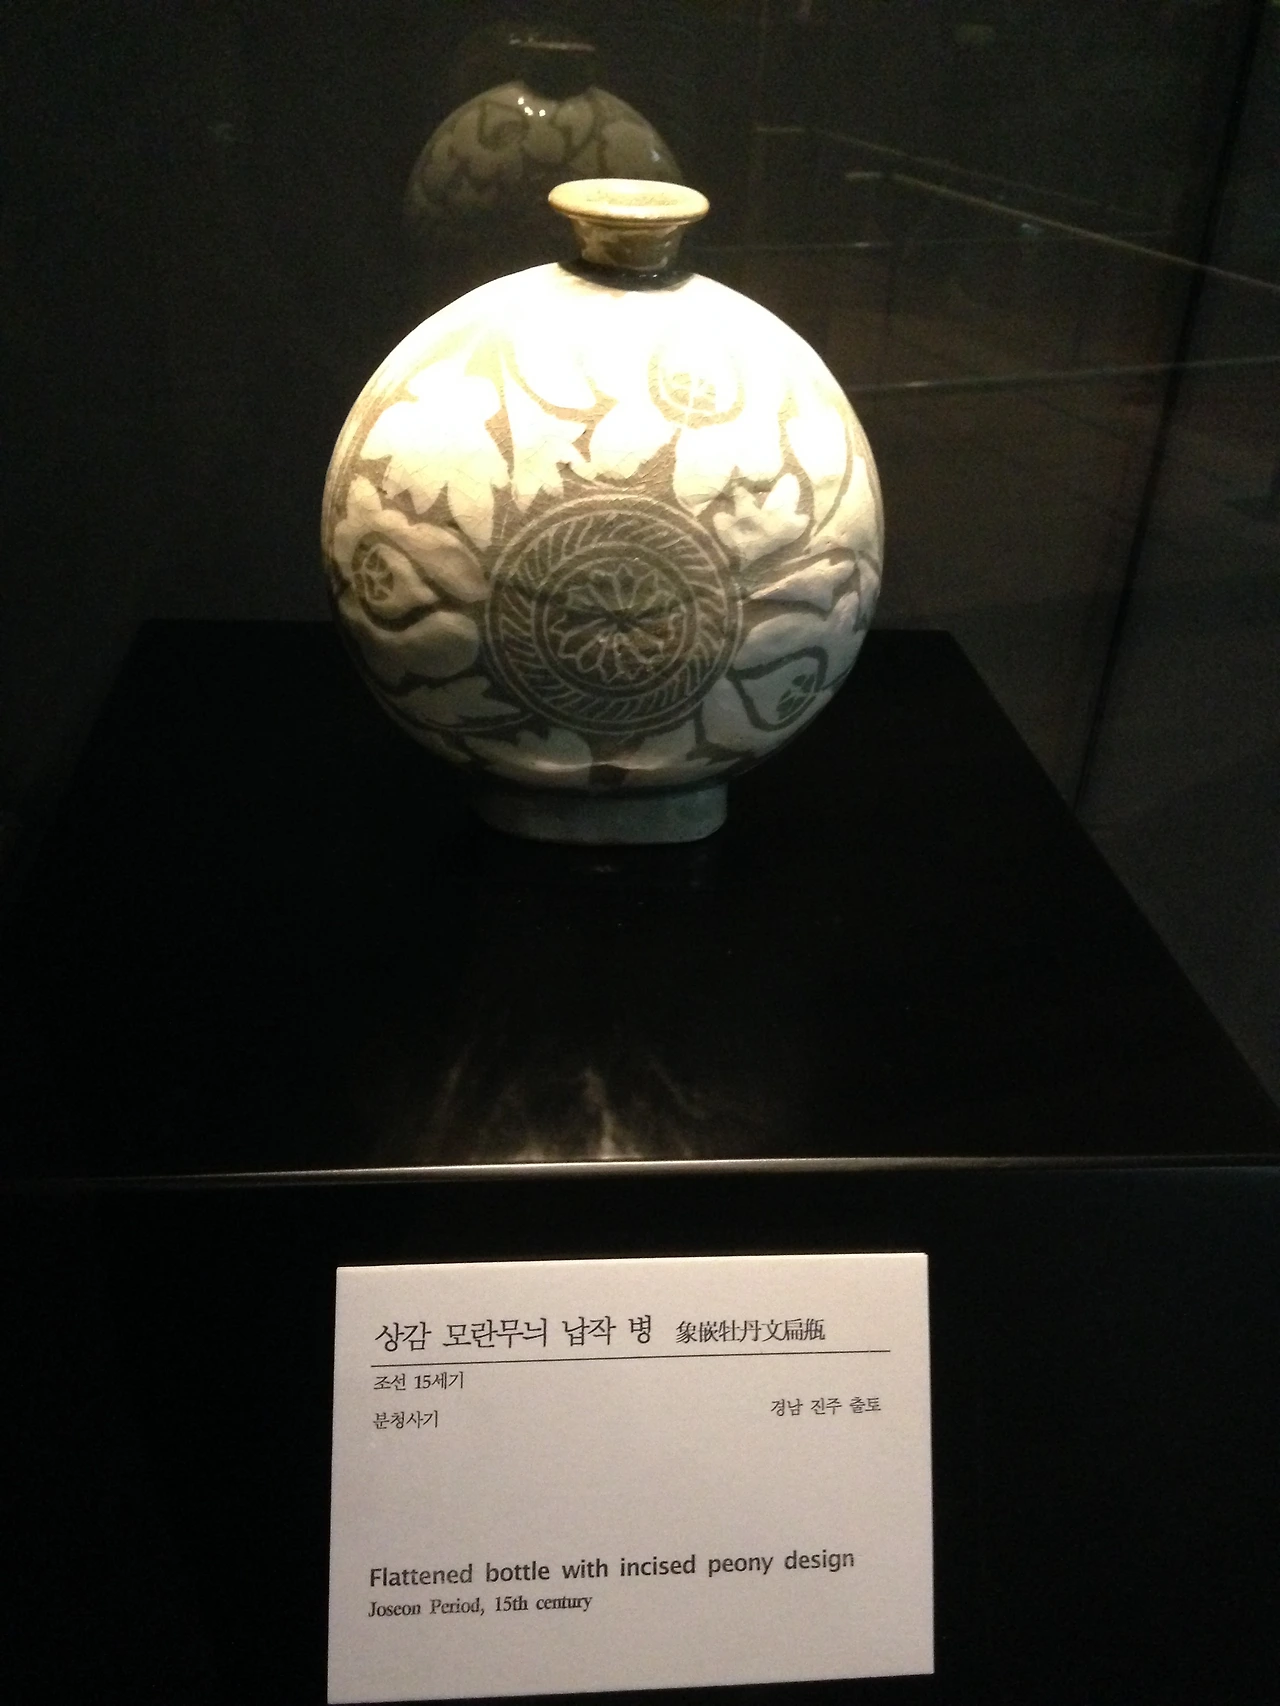 상감 모란무늬 납작 병 象嵌牡丹文扁甁
조선 15세기
분청사기 경남 진주 출토
Flattened bottle with incised peony design
Joseon Period, 15th century